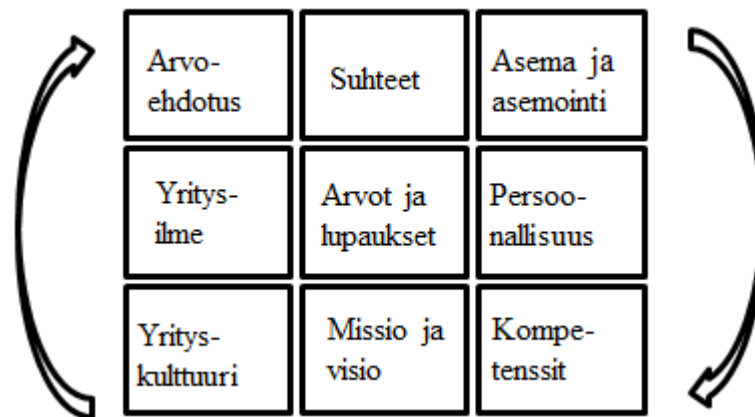 Arvo-
ehdotus
Suhteet
Asema ja
asemointi
Yritys-
ilme
Arvot ja
lupaukset
Persoo-
nallisuus
Yritys-
kulttuuri
Missio ja
visio
Kompe-
tenssit